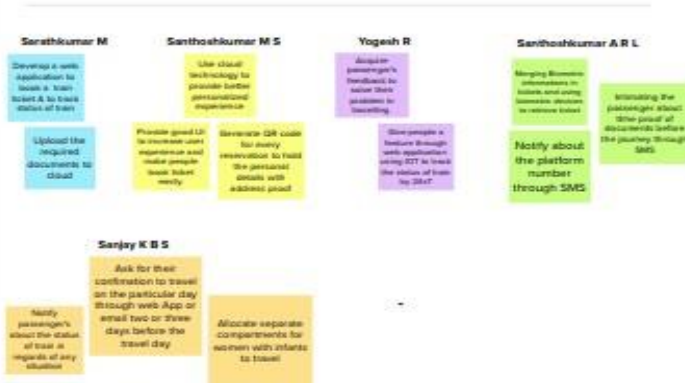 Sarathkumar M
Develop a web
application to
book a train
ticket & to track
status of train
Upload the
required
documents to
cloud
Santhoshkumar M S
Use cloud
technology to
provide better
personalized
experience
Provide good UI
to increase user
experience and
make people
book ticket
easily
Generate QR code
for every
reservation to hold
the personal
details with
address proof
Yogesh R
Acquire
passenger's
feedback to
solve their
problem in
travelling
Give people a
feature through
web application
using IOT to track
the status of train
by 24x7
Santhoshkumar A R L
Merging Biometric
informations in
tickets and using
biometric devices
to retrieve ticket
Notify about
the platform
number
through SMS
Intimating the
passenger about
the proof of
documents before
the journey through
SMS
Sanjay K B S
Notify
passenger's
about the status
of train in
regards of any
situation
Ask for their
confirmation to travel
on the particular day
through web App or
email two or three
days before the
travel day
Allocate separate
compartments for
women with infants
to travel
-